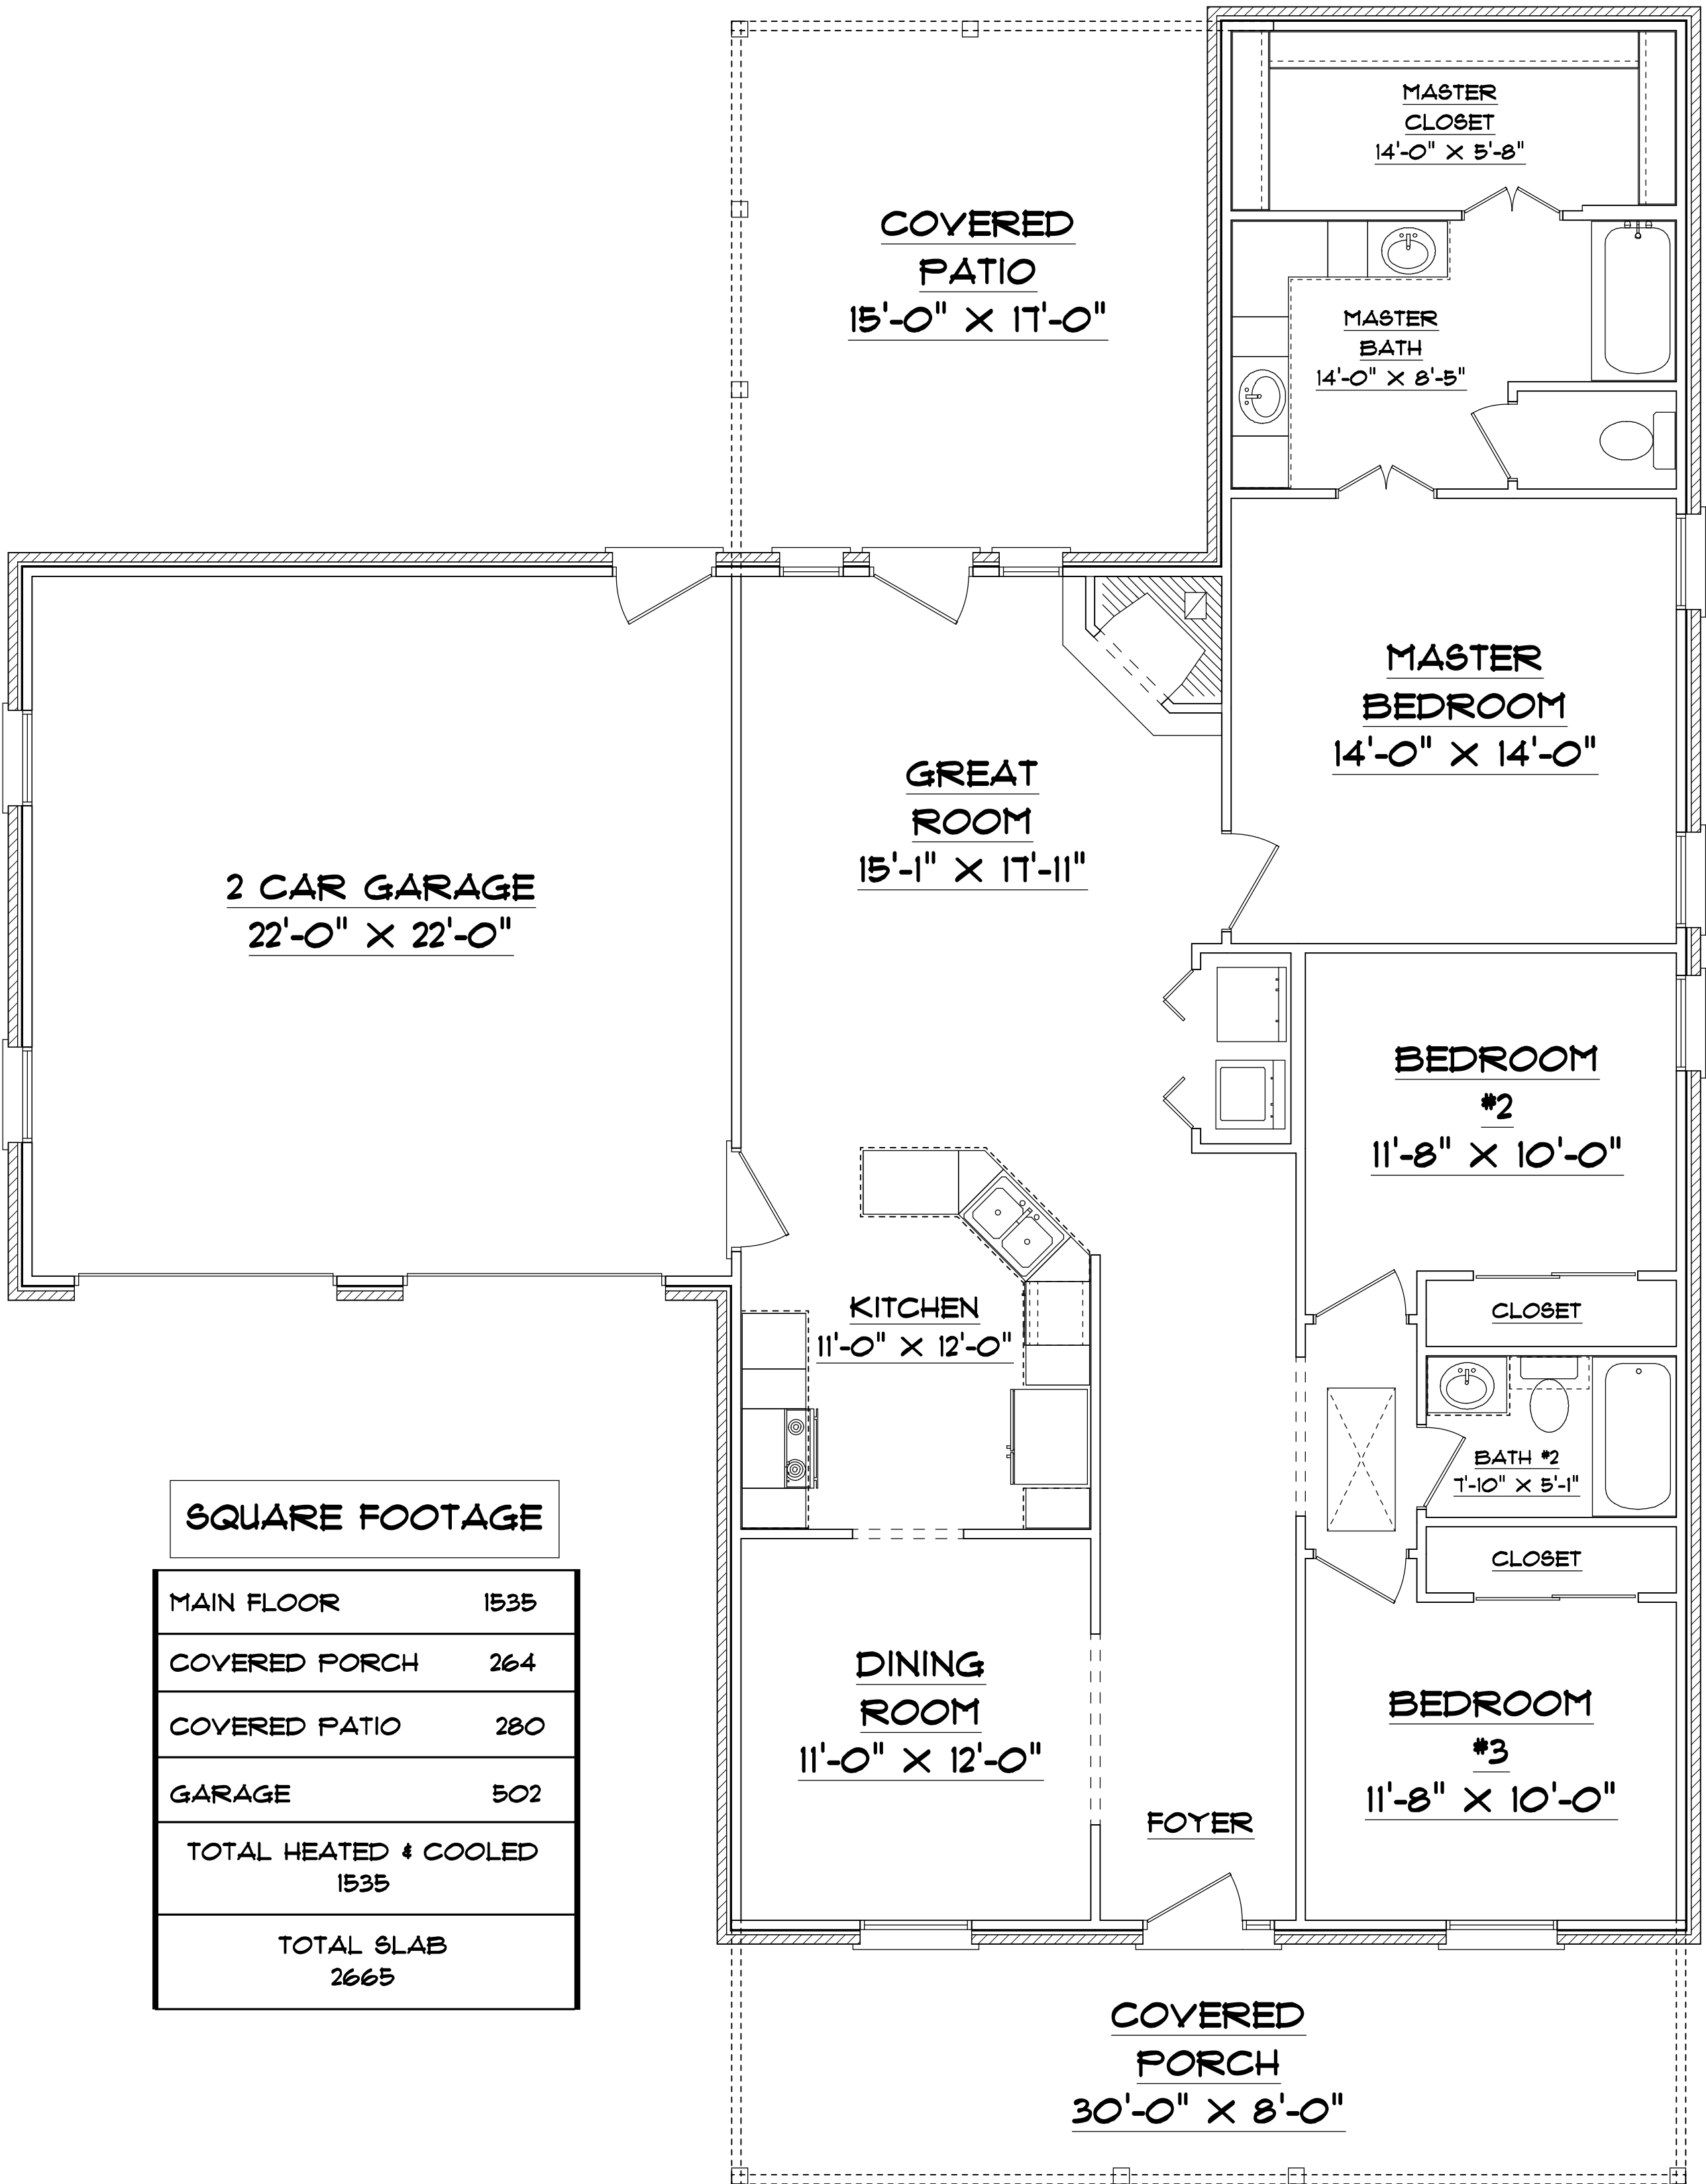 MASTER
CLOSET
14'-0" X 5'-8"
COVERED
PATIO
15'-0" X 17'-0"
MASTER
BATH
14'-0" X 8'-5"
MASTER
BEDROOM
14'-0" X 14'-0"
GREAT
ROOM
15'-1" X 17'-11"
2 CAR GARAGE
22'-0" X 22'-0"
BEDROOM
#2
11'-8" X 10'-0"
KITCHEN
11'-0" X 12'-0"
CLOSET
BATH #2
7'-10" X 5'-1"
CLOSET
SQUARE FOOTAGE
MAIN FLOOR 1535
COVERED PORCH 264
COVERED PATIO 280
GARAGE 502
TOTAL HEATED & COOLED
1535
TOTAL SLAB
2665
DINING
ROOM
11'-0" X 12'-0"
BEDROOM
#3
11'-8" X 10'-0"
FOYER
COVERED
PORCH
30'-0" X 8'-0"